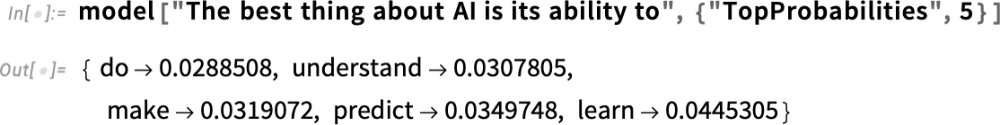 In[•]:= model["The best thing about AI is its ability to", {"TopProbabilities", 5}]
Out[•]= { do → 0.0288508, understand → 0.0307805,
make → 0.0319072, predict → 0.0349748, learn → 0.0445305}